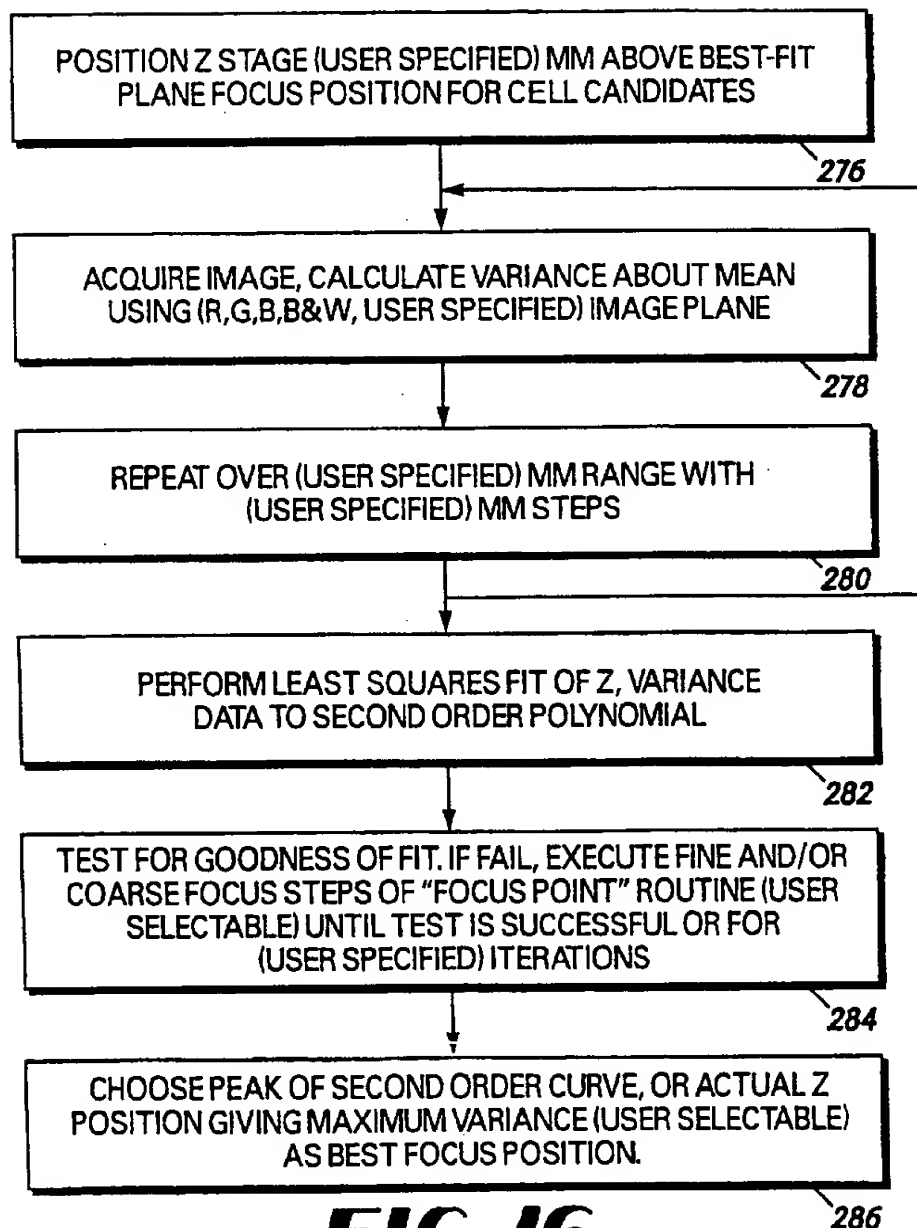 POSITION Z STAGE (USER SPECIFIED) MM ABOVE BEST-FIT
PLANE FOCUS POSITION FOR CELL CANDIDATES
276
ACQUIRE IMAGE, CALCULATE VARIANCE ABOUT MEAN
USING (R,G,B,B&W, USER SPECIFIED) IMAGE PLANE
278
REPEAT OVER (USER SPECIFIED) MM RANGE WITH
(USER SPECIFIED) MM STEPS
280
PERFORM LEAST SQUARES FIT OF Z, VARIANCE
DATA TO SECOND ORDER POLYNOMIAL
282
TEST FOR GOODNESS OF FIT. IF FAIL, EXECUTE FINE AND/OR
COARSE FOCUS STEPS OF "FOCUS POINT" ROUTINE (USER
SELECTABLE) UNTIL TEST IS SUCCESSFUL OR FOR
(USER SPECIFIED) ITERATIONS
284
CHOOSE PEAK OF SECOND ORDER CURVE, OR ACTUAL Z
POSITION GIVING MAXIMUM VARIANCE (USER SELECTABLE)
AS BEST FOCUS POSITION.
286
FIG. 16